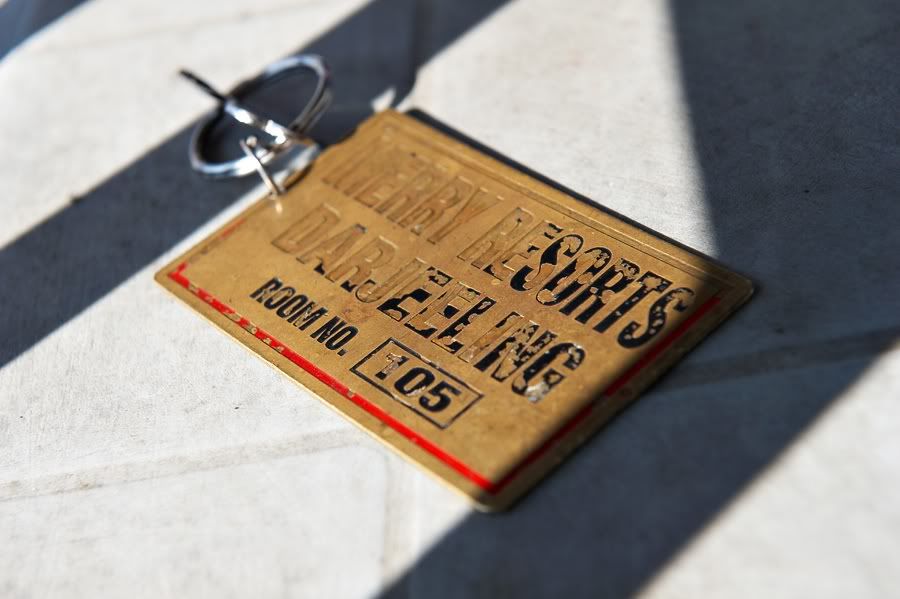 MERRY RESORTS
DARJEELING
ROOM NO.
105